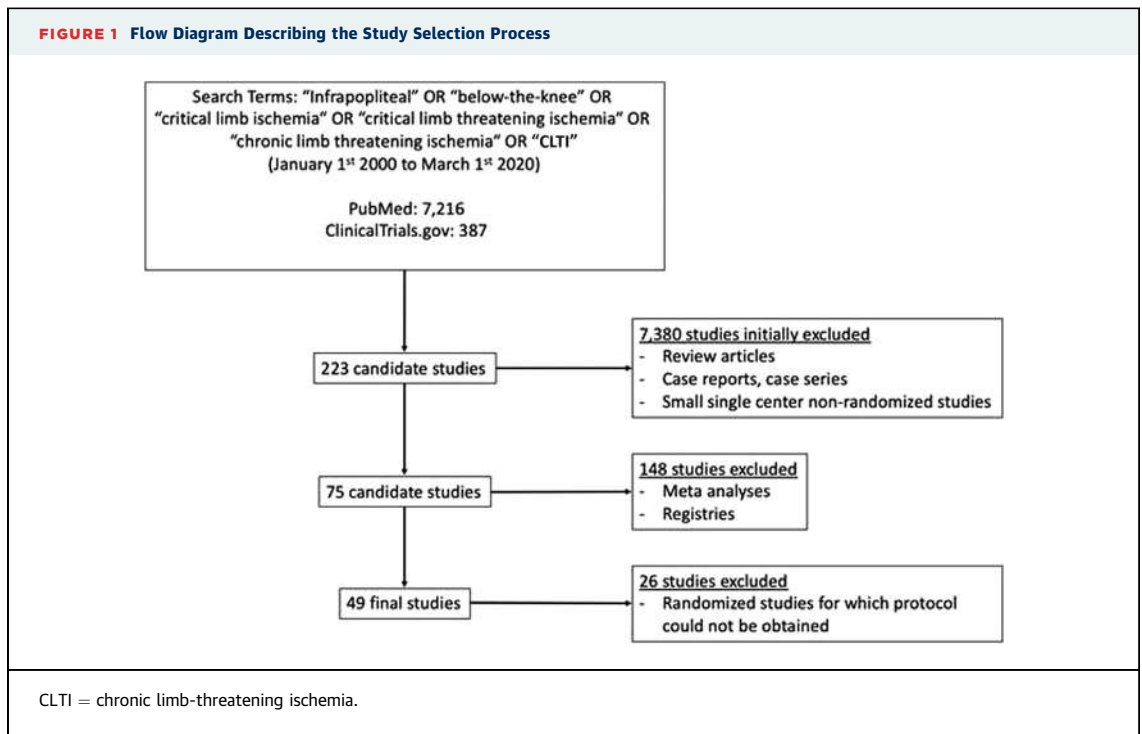 FIGURE 1 Flow Diagram Describing the Study Selection Process
Search Terms: “Infrapopliteal” OR “below-the-knee” OR
“critical limb ischemia” OR “critical limb threatening ischemia” OR
“chronic limb threatening ischemia” OR “CLTI”
(January 1st 2000 to March 1st 2020)
PubMed: 7,216
ClinicalTrials.gov: 387
223 candidate studies
7,380 studies initially excluded
- Review articles
- Case reports, case series
- Small single center non-randomized studies
75 candidate studies
148 studies excluded
- Meta analyses
- Registries
49 final studies
26 studies excluded
- Randomized studies for which protocol
could not be obtained
CLTI = chronic limb-threatening ischemia.